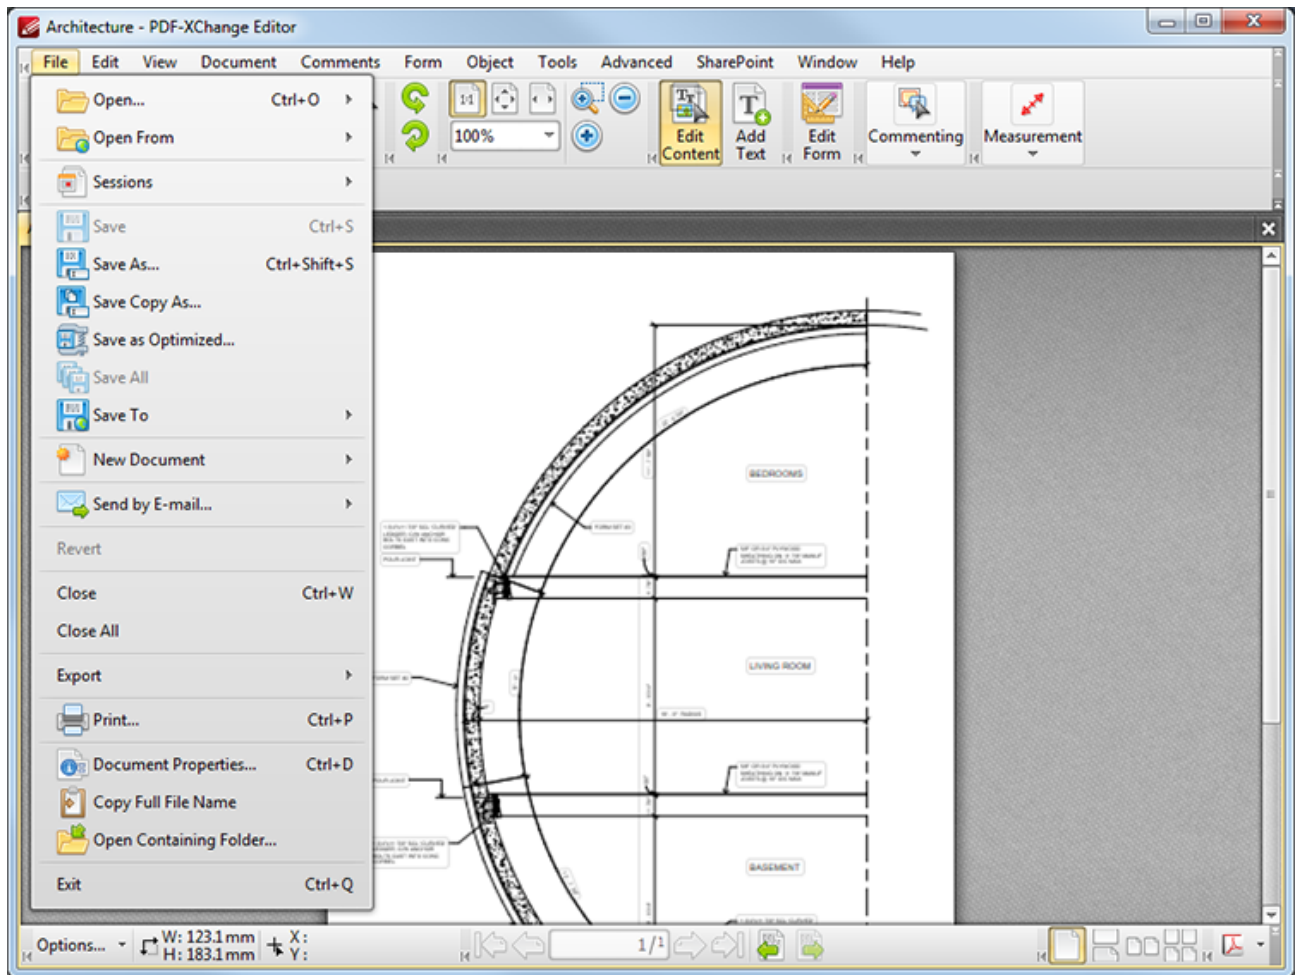 Architecture - PDF-XChange Editor
File Edit View Document Comments Form Object Tools Advanced SharePoint Window Help
Open... Ctrl+O
Open From
Sessions
Save Ctrl+S
Save As... Ctrl+Shift+S
Save Copy As...
Save as Optimized...
Save All
Save To
New Document
Send by E-mail...
Revert
Close Ctrl+W
Close All
Export
Print... Ctrl+P
Document Properties... Ctrl+D
Copy Full File Name
Open Containing Folder...
Exit Ctrl+Q
1:1
100%
Edit Content
Add Text
Edit Form
Commenting
Measurement
BEDROOMS
LIVING ROOM
BASEMENT
Options...
W: 123.1 mm
H: 183.1 mm
X:
Y:
1/1